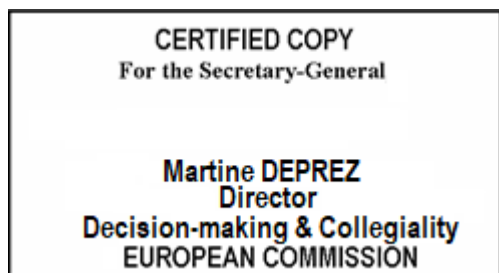 CERTIFIED COPY
For the Secretary-General
Martine DEPREZ
Director
Decision-making & Collegiality
EUROPEAN COMMISSION